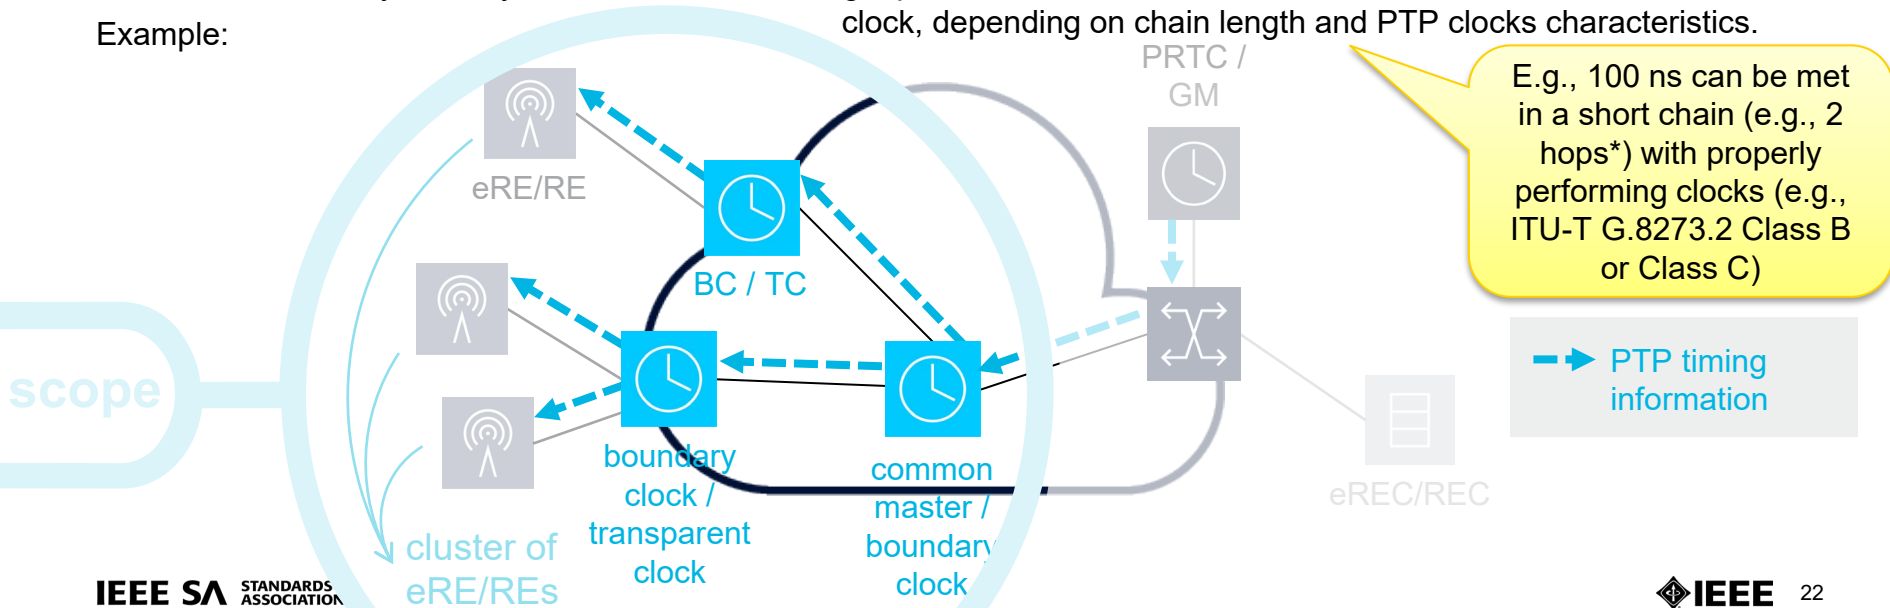 clock, depending on chain length and PTP clocks characteristics.
Example:
PRTC /
GM
E.g., 100 ns can be met
in a short chain (e.g., 2
hops*) with properly
performing clocks (e.g.,
ITU-T G.8273.2 Class B
or Class C)
eRE/RE
BC / TC
scope
PTP timing
information
boundary
clock /
transparent
clock
common
master /
boundary
clock
eREC/REC
cluster of
eRE/REs
IEEE SA STANDARDS
ASSOCIATION
IEEE 22